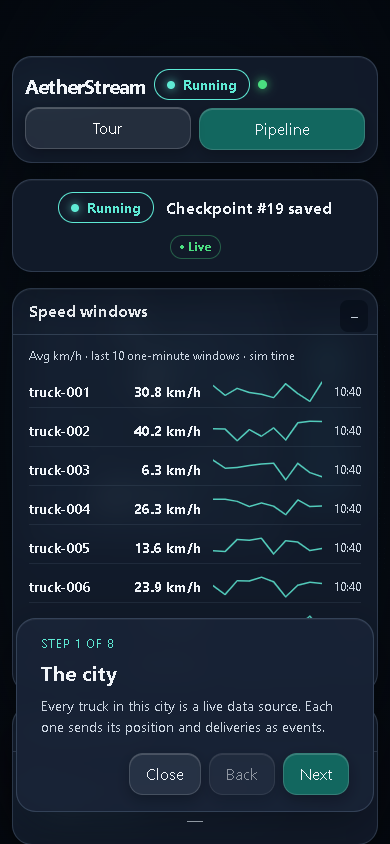 AetherStream
Running
Tour
Pipeline
Running
Checkpoint #19 saved
• Live
Speed windows
–
Avg km/h · last 10 one-minute windows · sim time
truck-001 30.8 km/h 10:40
truck-002 40.2 km/h 10:40
truck-003 6.3 km/h 10:40
truck-004 26.3 km/h 10:40
truck-005 13.6 km/h 10:40
truck-006 23.9 km/h 10:40
STEP 1 OF 8
The city
Every truck in this city is a live data source. Each
one sends its position and deliveries as events.
Close
Back
Next